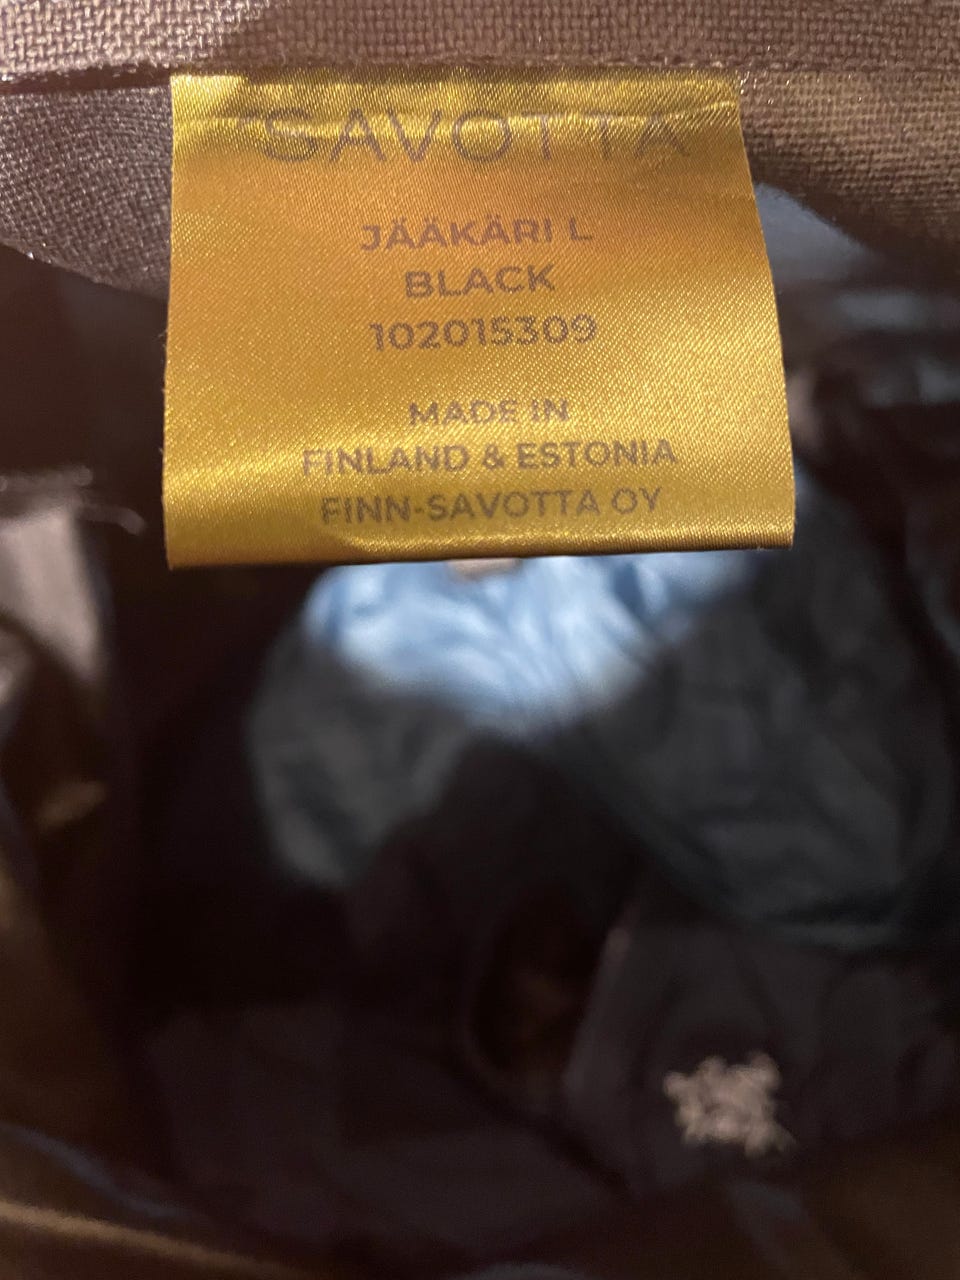 SAVOTTA
JÄÄKÄRI L
BLACK
102015309
MADE IN
FINLAND & ESTONIA
FINN-SAVOTTA OY